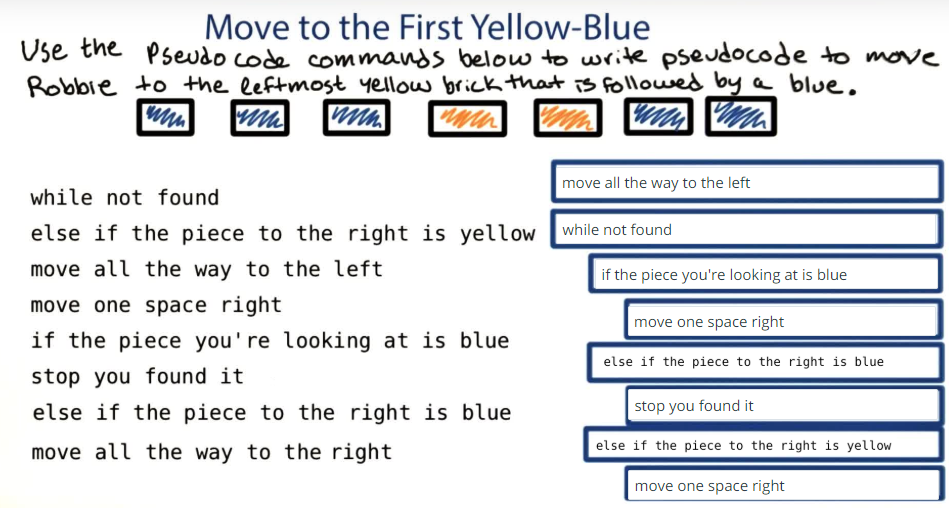 Move to the First Yellow-Blue
Use the Pseudocode commands below to write pseudocode to move
Robbie to the leftmost yellow brick that is followed by a blue.
while not found
else if the piece to the right is yellow
move all the way to the left
move one space right
if the piece you're looking at is blue
stop you found it
else if the piece to the right is blue
move all the way to the right
move all the way to the left
while not found
if the piece you're looking at is blue
move one space right
else if the piece to the right is blue
stop you found it
else if the piece to the right is yellow
move one space right